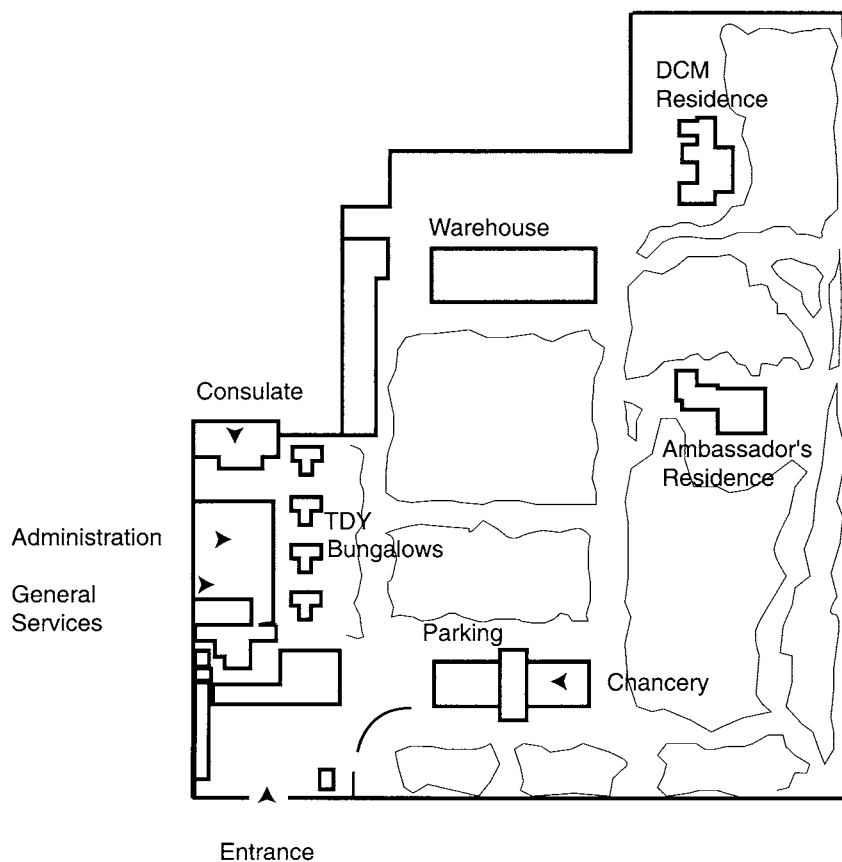 DCM
Residence
Warehouse
Consulate
Ambassador's
Residence
TDY
Bungalows
Administration
General
Services
Parking
Chancery
Entrance